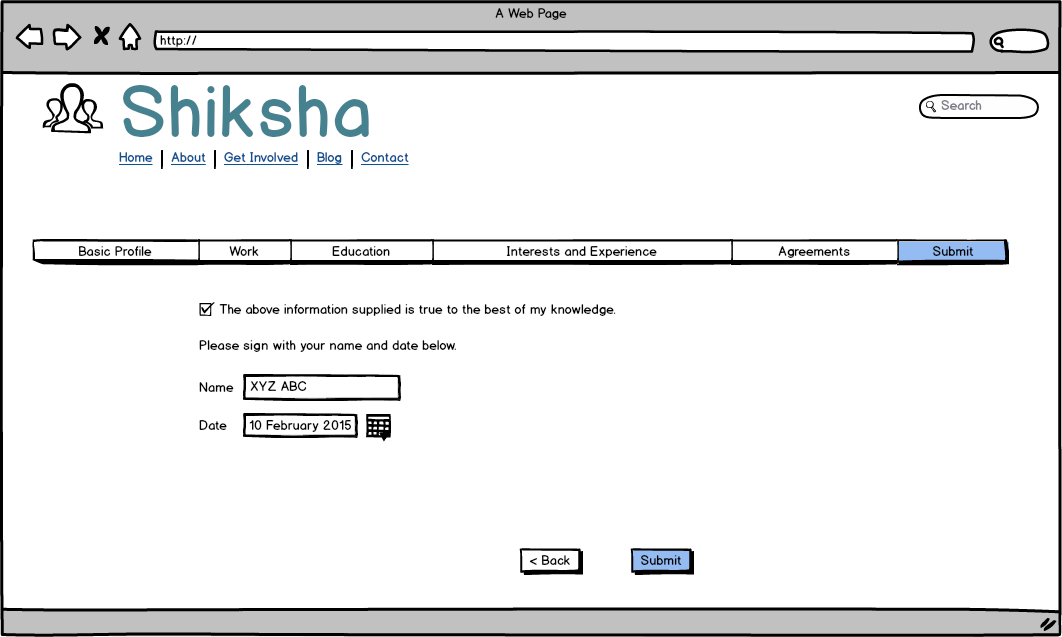 A Web Page
http://
Shiksha
Search
Home | About | Get Involved | Blog | Contact
Basic Profile Work Education Interests and Experience Agreements Submit
The above information supplied is true to the best of my knowledge.
Please sign with your name and date below.
Name XYZ ABC
Date 10 February 2015
< Back Submit